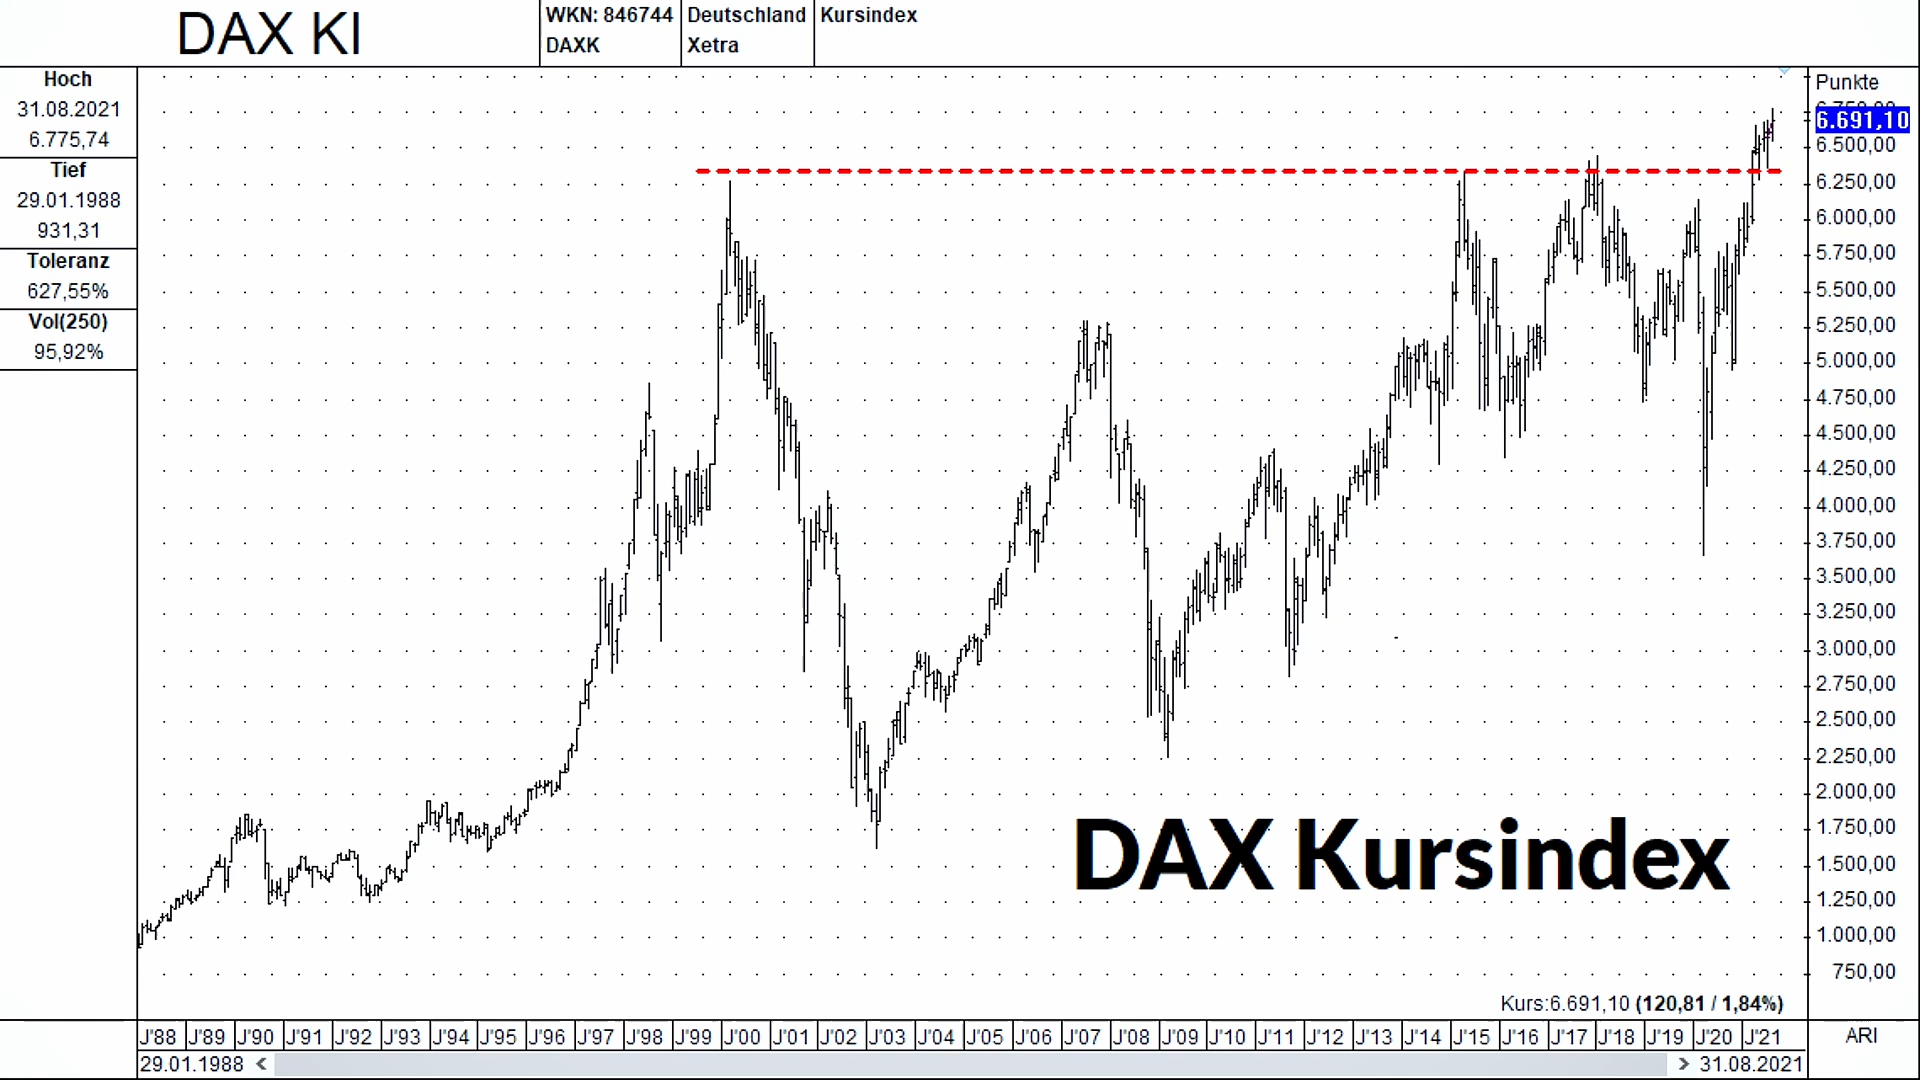 DAX KI
WKN: 846744
DAXK
Deutschland
Xetra
Kursindex
Hoch
31.08.2021
6.775,74
Tief
29.01.1988
931,31
Toleranz
627,55%
Vol(250)
95,92%
Punkte
6.750,00
6.691,10
6.500,00
6.250,00
6.000,00
5.750,00
5.500,00
5.250,00
5.000,00
4.750,00
4.500,00
4.250,00
4.000,00
3.750,00
3.500,00
3.250,00
3.000,00
2.750,00
2.500,00
2.250,00
2.000,00
1.750,00
1.500,00
1.250,00
1.000,00
750,00
DAX Kursindex
Kurs:6.691,10 (120,81 / 1,84%)
J'88 J'89 J'90 J'91 J'92 J'93 J'94 J'95 J'96 J'97 J'98 J'99 J'00 J'01 J'02 J'03 J'04 J'05 J'06 J'07 J'08 J'09 J'10 J'11 J'12 J'13 J'14 J'15 J'16 J'17 J'18 J'19 J'20 J'21 ARI
29.01.1988 < > 31.08.2021